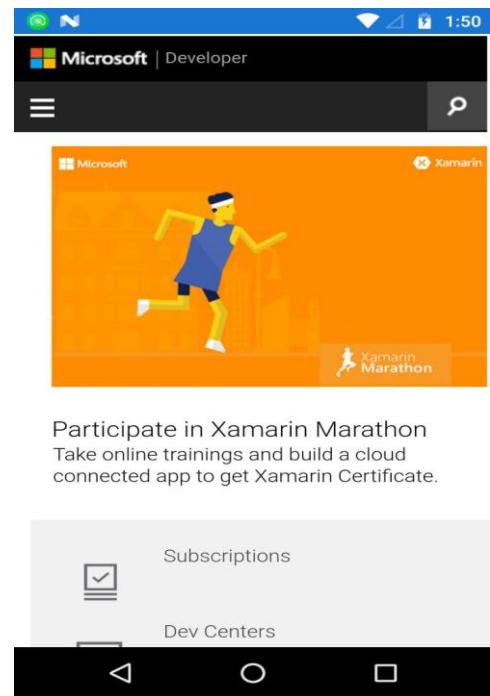 1:50
Microsoft | Developer
Microsoft
Xamarin
Xamarin
Marathon
Participate in Xamarin Marathon
Take online trainings and build a cloud
connected app to get Xamarin Certificate.
Subscriptions
Dev Centers